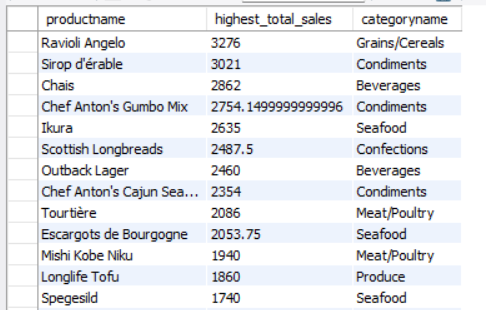 productname highest_total_sales categoryname
Ravioli Angelo 3276 Grains/Cereals
Sirop d'érable 3021 Condiments
Chais 2862 Beverages
Chef Anton's Gumbo Mix 2754.1499999999996 Condiments
Ikura 2635 Seafood
Scottish Longbreads 2487.5 Confections
Outback Lager 2460 Beverages
Chef Anton's Cajun Sea... 2354 Condiments
Tourtière 2086 Meat/Poultry
Escargots de Bourgogne 2053.75 Seafood
Mishi Kobe Niku 1940 Meat/Poultry
Longlife Tofu 1860 Produce
Spegesild 1740 Seafood